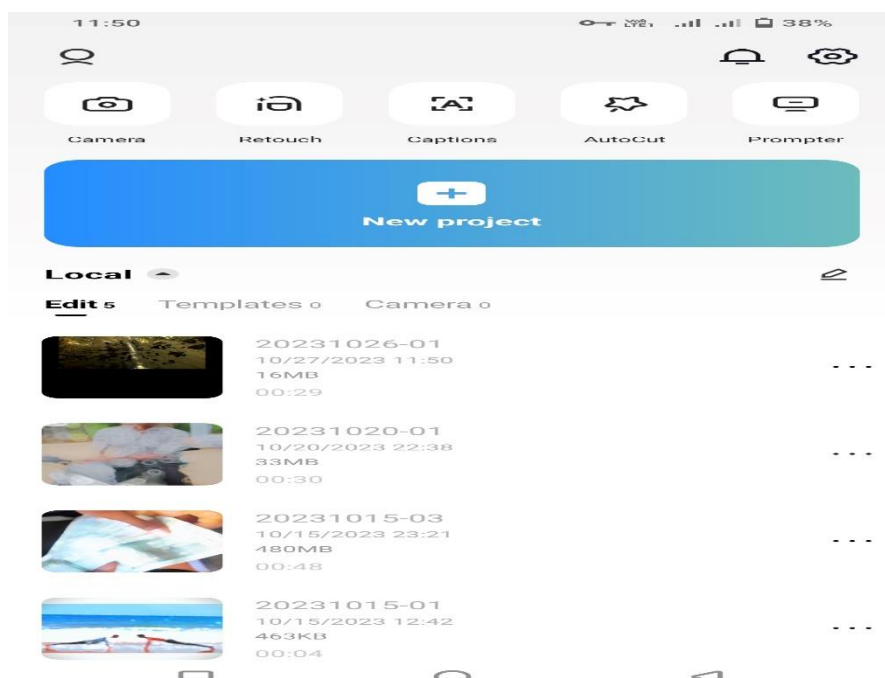 11:50
38%
Camera Retouch Captions AutoCut Prompter
New project
Local
Edit 5 Templates 0 Camera 0
20231026-01
10/27/2023 11:50
16MB
00:29
20231020-01
10/20/2023 22:38
33MB
00:30
20231015-03
10/15/2023 23:21
480MB
00:48
20231015-01
10/15/2023 12:42
463KB
00:04